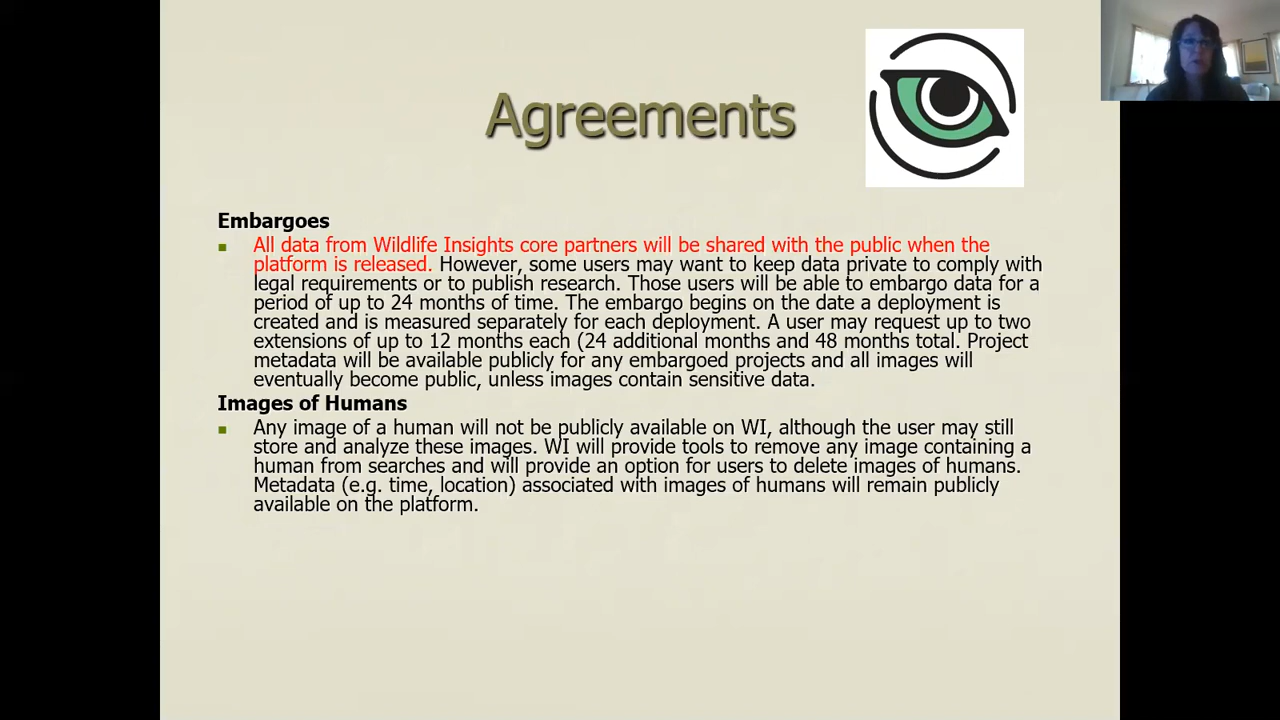 Agreements
Embargoes
All data from Wildlife Insights core partners will be shared with the public when the
platform is released. However, some users may want to keep data private to comply with
legal requirements or to publish research. Those users will be able to embargo data for a
period of up to 24 months of time. The embargo begins on the date a deployment is
created and is measured separately for each deployment. A user may request up to two
extensions of up to 12 months each (24 additional months and 48 months total. Project
metadata will be available publicly for any embargoed projects and all images will
eventually become public, unless images contain sensitive data.
Images of Humans
Any image of a human will not be publicly available on WI, although the user may still
store and analyze these images. WI will provide tools to remove any image containing a
human from searches and will provide an option for users to delete images of humans.
Metadata (e.g. time, location) associated with images of humans will remain publicly
available on the platform.